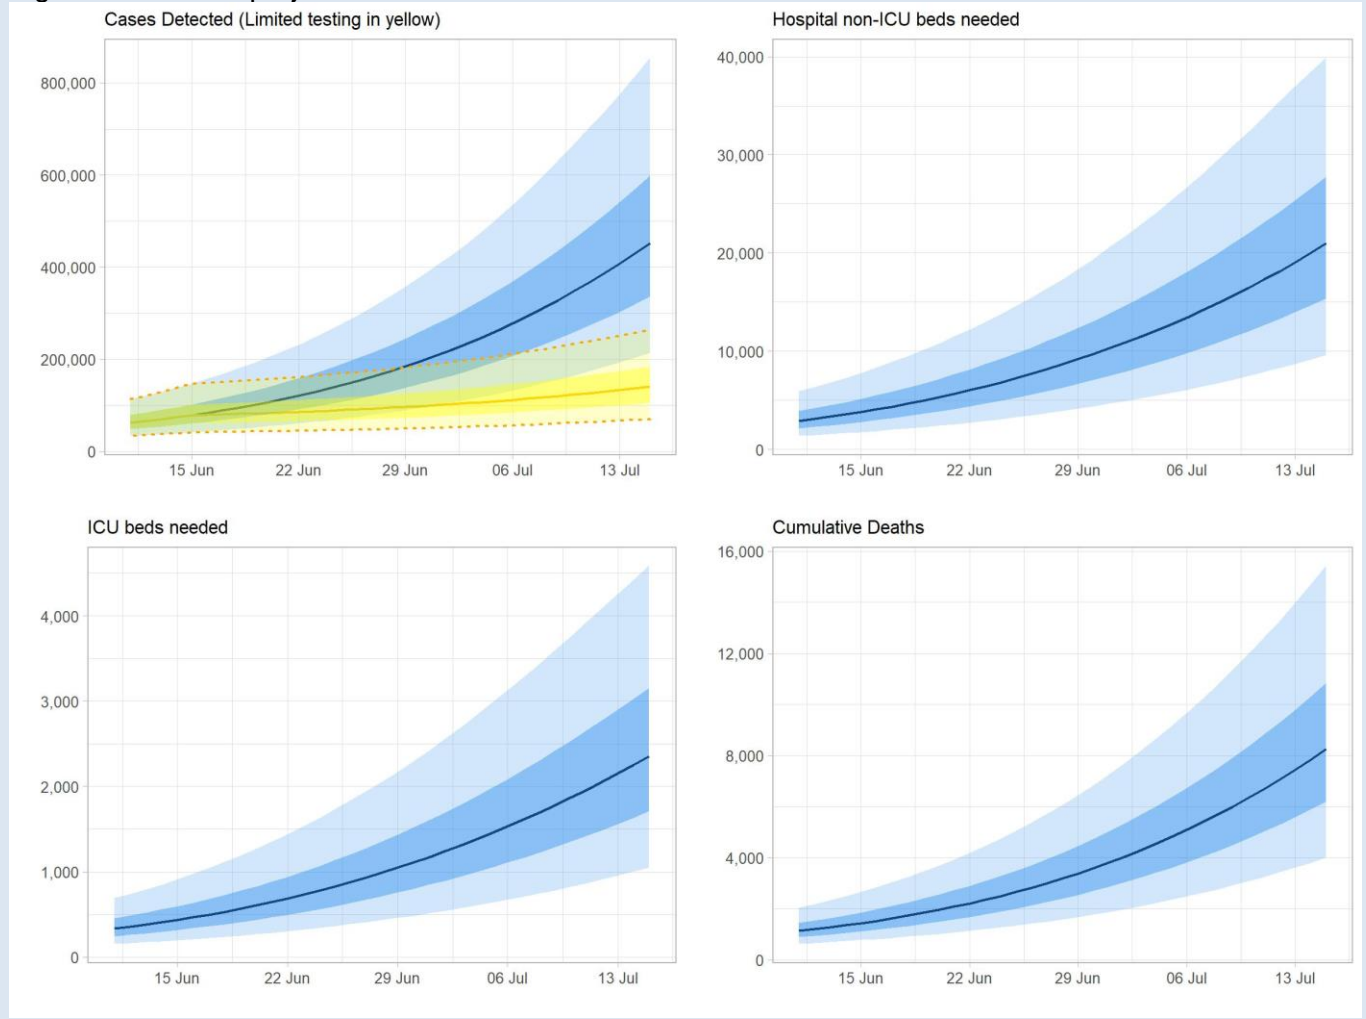 Cases Detected (Limited testing in yellow)
800,000
600,000
400,000
200,000
0
15 Jun 22 Jun 29 Jun 06 Jul 13 Jul
Hospital non-ICU beds needed
40,000
30,000
20,000
10,000
0
15 Jun 22 Jun 29 Jun 06 Jul 13 Jul
ICU beds needed
4,000
3,000
2,000
1,000
0
15 Jun 22 Jun 29 Jun 06 Jul 13 Jul
Cumulative Deaths
16,000
12,000
8,000
4,000
0
15 Jun 22 Jun 29 Jun 06 Jul 13 Jul